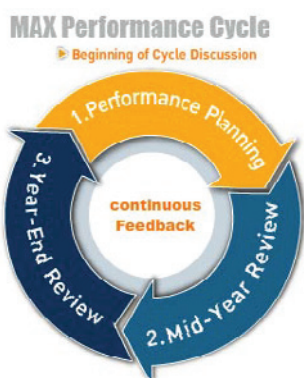 MAX Performance Cycle
Beginning of Cycle Discussion
1.Performance Planning
2.Mid-Year Review
3.Year-End Review
continuous
Feedback